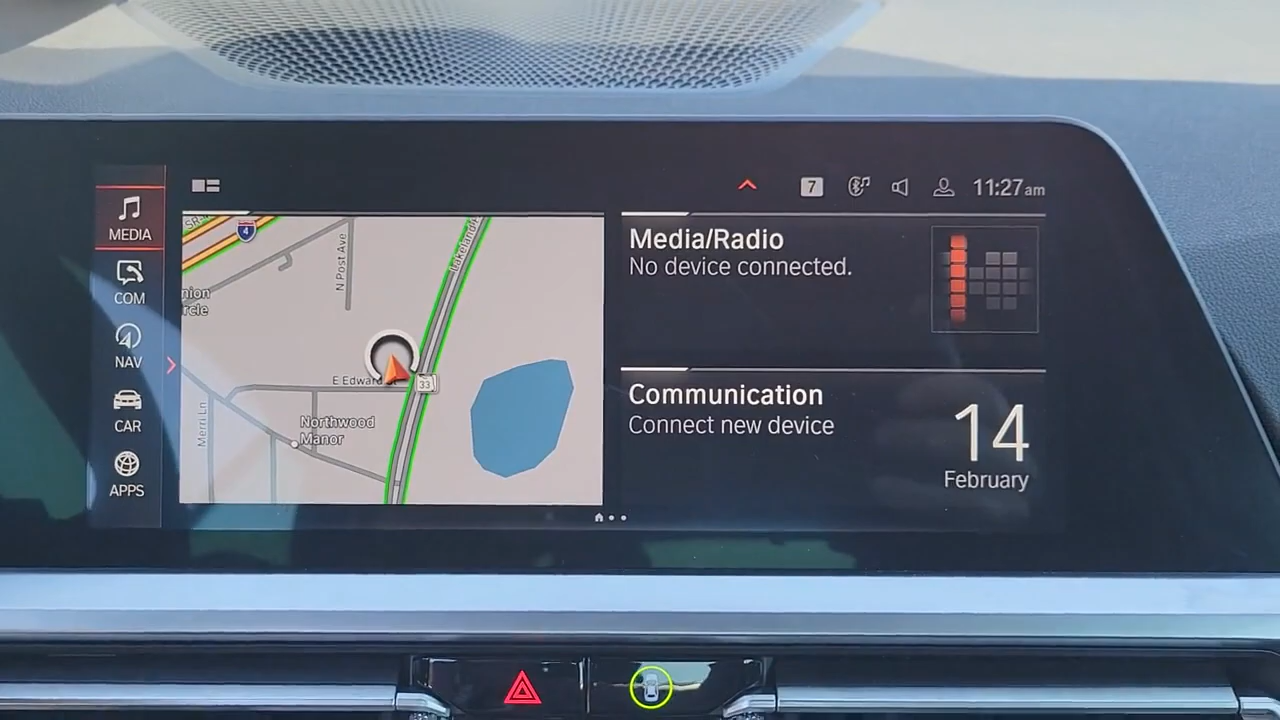 MEDIA
COM
NAV
CAR
APPS
7
11:27am
4
N Post Ave
nion
rcle
E Edwar
33
Northwood
Manor
Merri Ln
Media/Radio
No device connected.
Communication
Connect new device
14
February